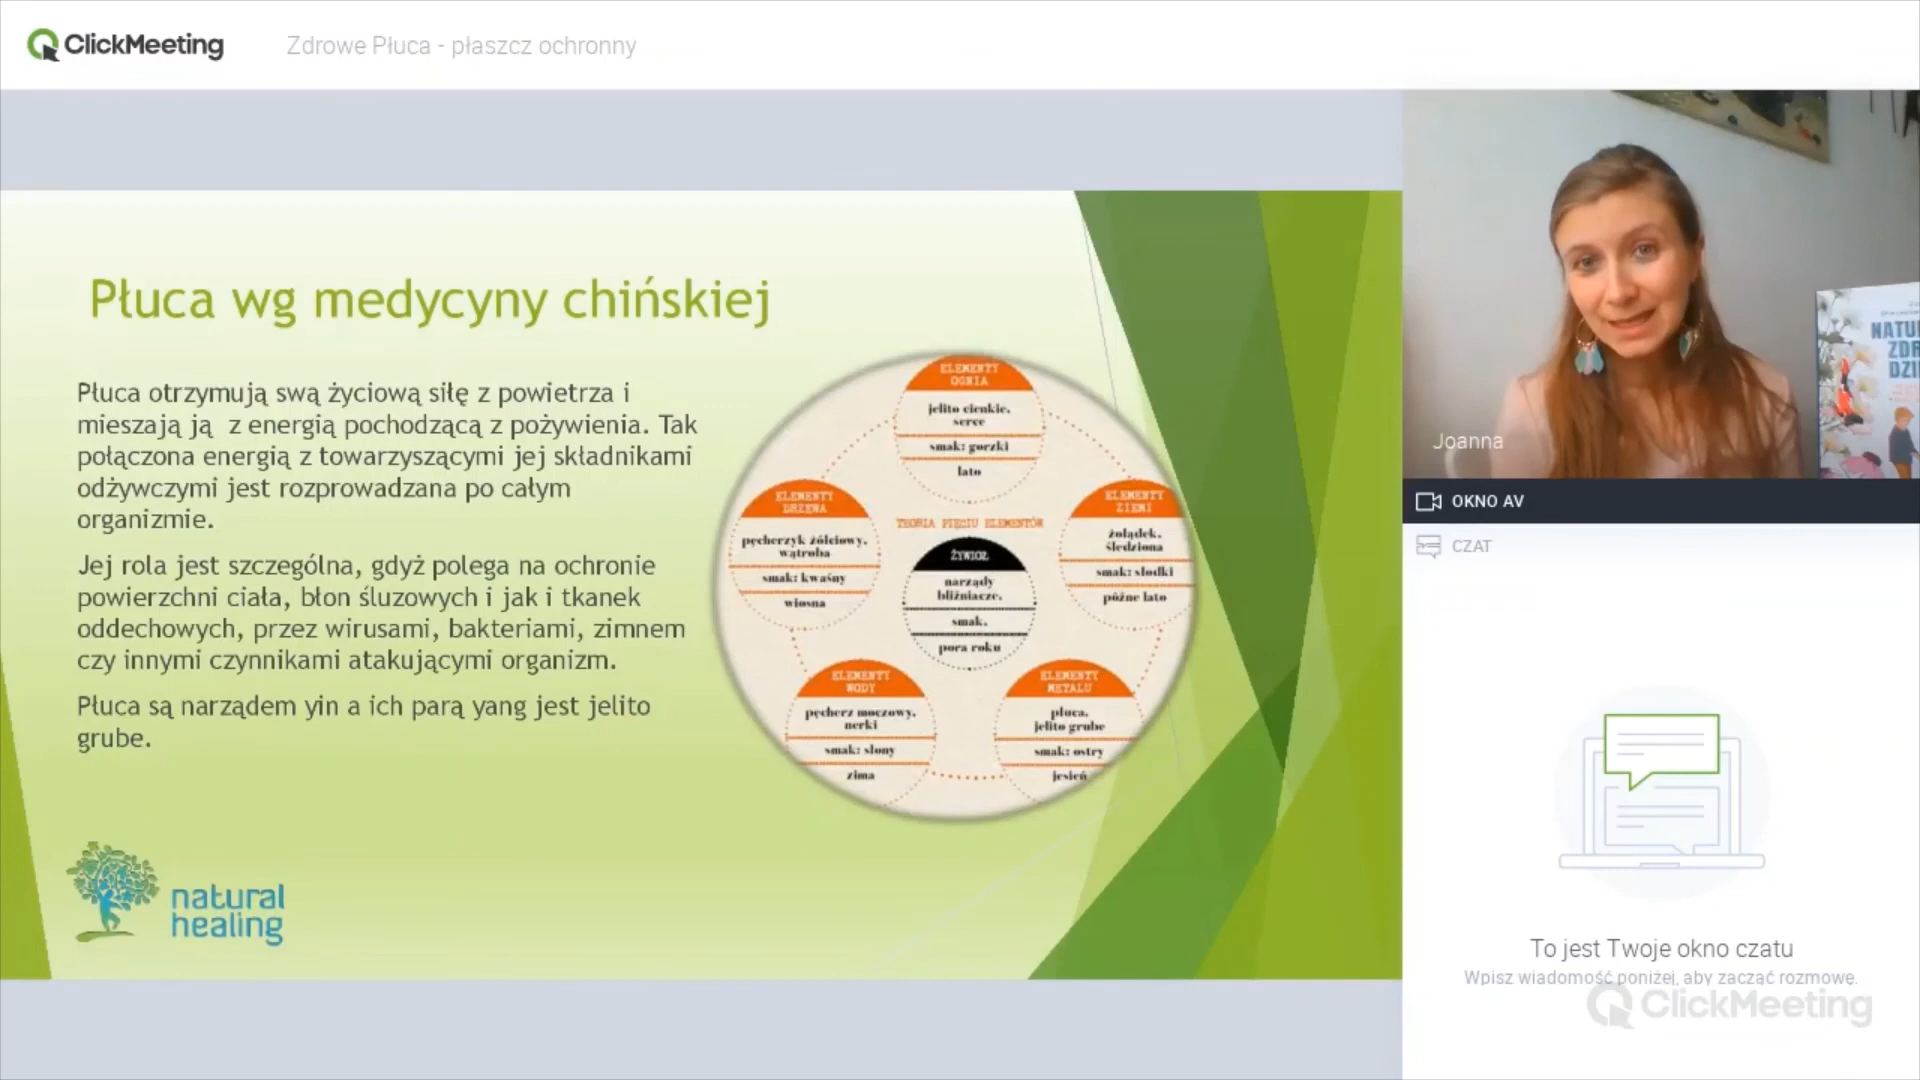 ClickMeeting
Zdrowe Płuca - płaszcz ochronny
Płuca wg medycyny chińskiej
Płuca otrzymują swą życiową siłę z powietrza i
mieszają ją z energią pochodzącą z pożywienia. Tak
połączona energią z towarzyszącymi jej składnikami
odżywczymi jest rozprowadzana po całym
organizmie.
Jej rola jest szczególna, gdyż polega na ochronie
powierzchni ciała, błon śluzowych i jak i tkanek
oddechowych, przez wirusami, bakteriami, zimnem
czy innymi czynnikami atakującymi organizm.
Płuca są narządem yin a ich parą yang jest jelito
grube.
natural
healing
ELEMENTY
OGNIA
jelito cienkie,
serce
smak: gorzki
lato
ELEMENTY
DRZEWA
pęcherzyk żółciowy,
wątroba
smak: kwaśny
wiosna
TEORIA PIĘCIU ELEMENTÓW
ŻYWIOŁ
narządy
bliźniacze,
smak,
pora roku
ELEMENTY
ZIEMI
żołądek,
śledziona
smak: słodki
późne lato
ELEMENTY
WODY
pęcherz moczowy,
nerki
smak: słony
zima
ELEMENTY
METALU
płuca,
jelito grube
smak: ostry
jesień
Joanna
NATU
ZDR
DZI
OKNO AV
CZAT
To jest Twoje okno czatu
Wpisz wiadomość poniżej, aby zacząć rozmowę.
ClickMeeting